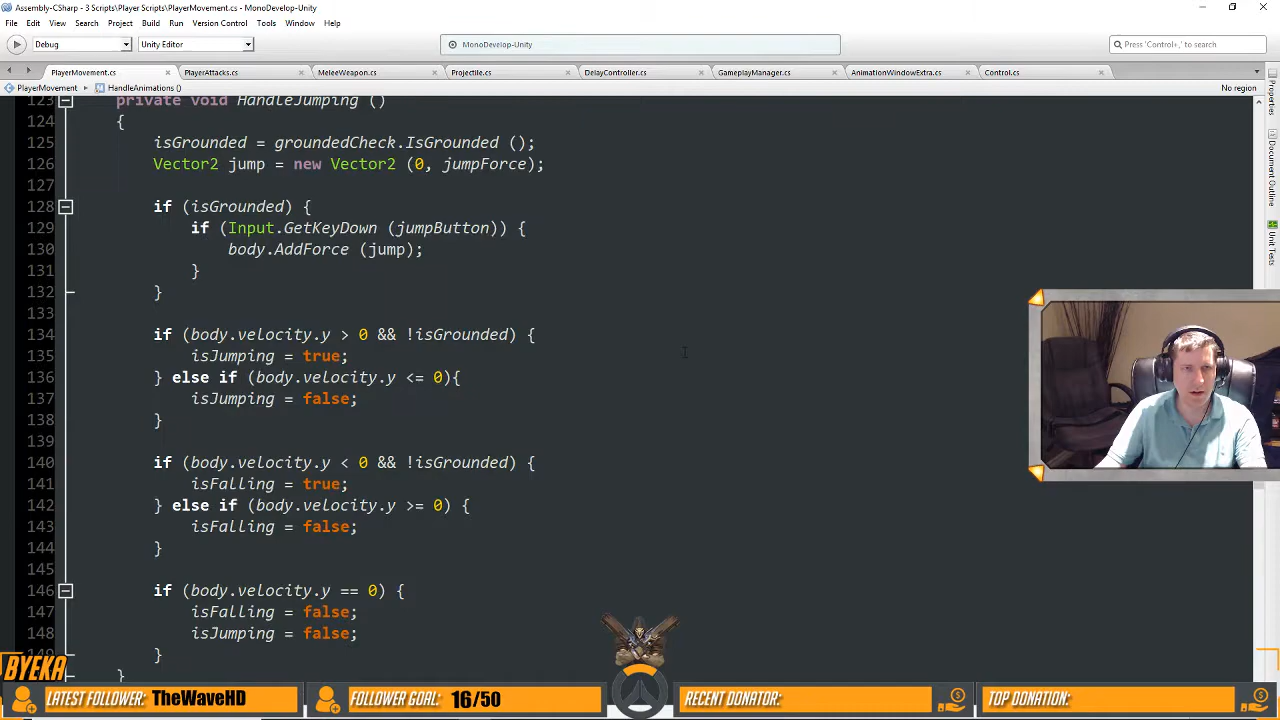 Assembly-CSharp - 3 Scripts\Player Scripts\PlayerMovement.cs - MonoDevelop-Unity
File Edit View Search Project Build Run Version Control Tools Window Help
Debug Unity Editor MonoDevelop-Unity Press 'Control+,' to search
PlayerMovement.cs PlayerAttacks.cs MeleeWeapon.cs Projectile.cs DelayController.cs GameplayManager.cs AnimationWindowExtra.cs Control.cs
PlayerMovement HandleAnimations () No region
123 private void HandleJumping ()
124 {
125 isGrounded = groundedCheck.IsGrounded ();
126 Vector2 jump = new Vector2 (0, jumpForce);
127
128 if (isGrounded) {
129 if (Input.GetKeyDown (jumpButton)) {
130 body.AddForce (jump);
131 }
132 }
133
134 if (body.velocity.y > 0 && !isGrounded) {
135 isJumping = true;
136 } else if (body.velocity.y <= 0){
137 isJumping = false;
138 }
139
140 if (body.velocity.y < 0 && !isGrounded) {
141 isFalling = true;
142 } else if (body.velocity.y >= 0) {
143 isFalling = false;
144 }
145
146 if (body.velocity.y == 0) {
147 isFalling = false;
148 isJumping = false;
149 }
}
Properties
Document Outline
Unit Tests
BYEKA
LATEST FOLLOWER: TheWaveHD FOLLOWER GOAL: 16/50 RECENT DONATOR: TOP DONATION: